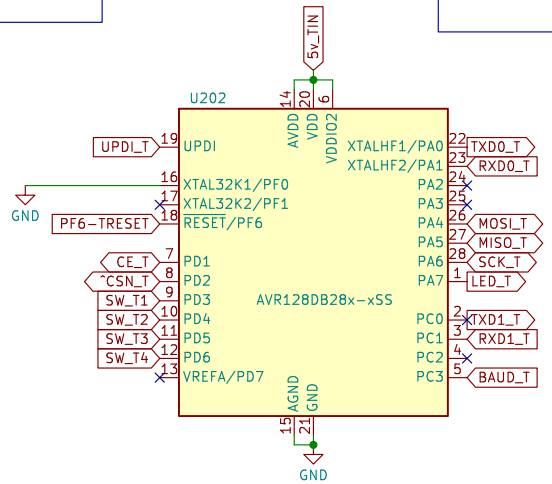 5v_TIN
U202
14 20 6
AVDD VDD VDDIO2
UPDI_T 19 UPDI XTALHF1/PA0 22 TXD0_T
XTALHF2/PA1 23 RXD0_T
16 XTAL32K1/PF0 PA2 24
17 XTAL32K2/PF1 PA3 25
GND
PF6-TRESET 18 RESET/PF6 PA4 26 MOSI_T
PA5 27 MISO_T
CE_T 7 PD1 PA6 28 SCK_T
^CSN_T 8 PD2 PA7 1 LED_T
SW_T1 9 PD3 AVR128DB28x-xSS
SW_T2 10 PD4 PC0 2 TXD1_T
SW_T3 11 PD5 PC1 3 RXD1_T
SW_T4 12 PD6 PC2 4
13 VREFA/PD7 PC3 5 BAUD_T
AGND GND
15 21
GND